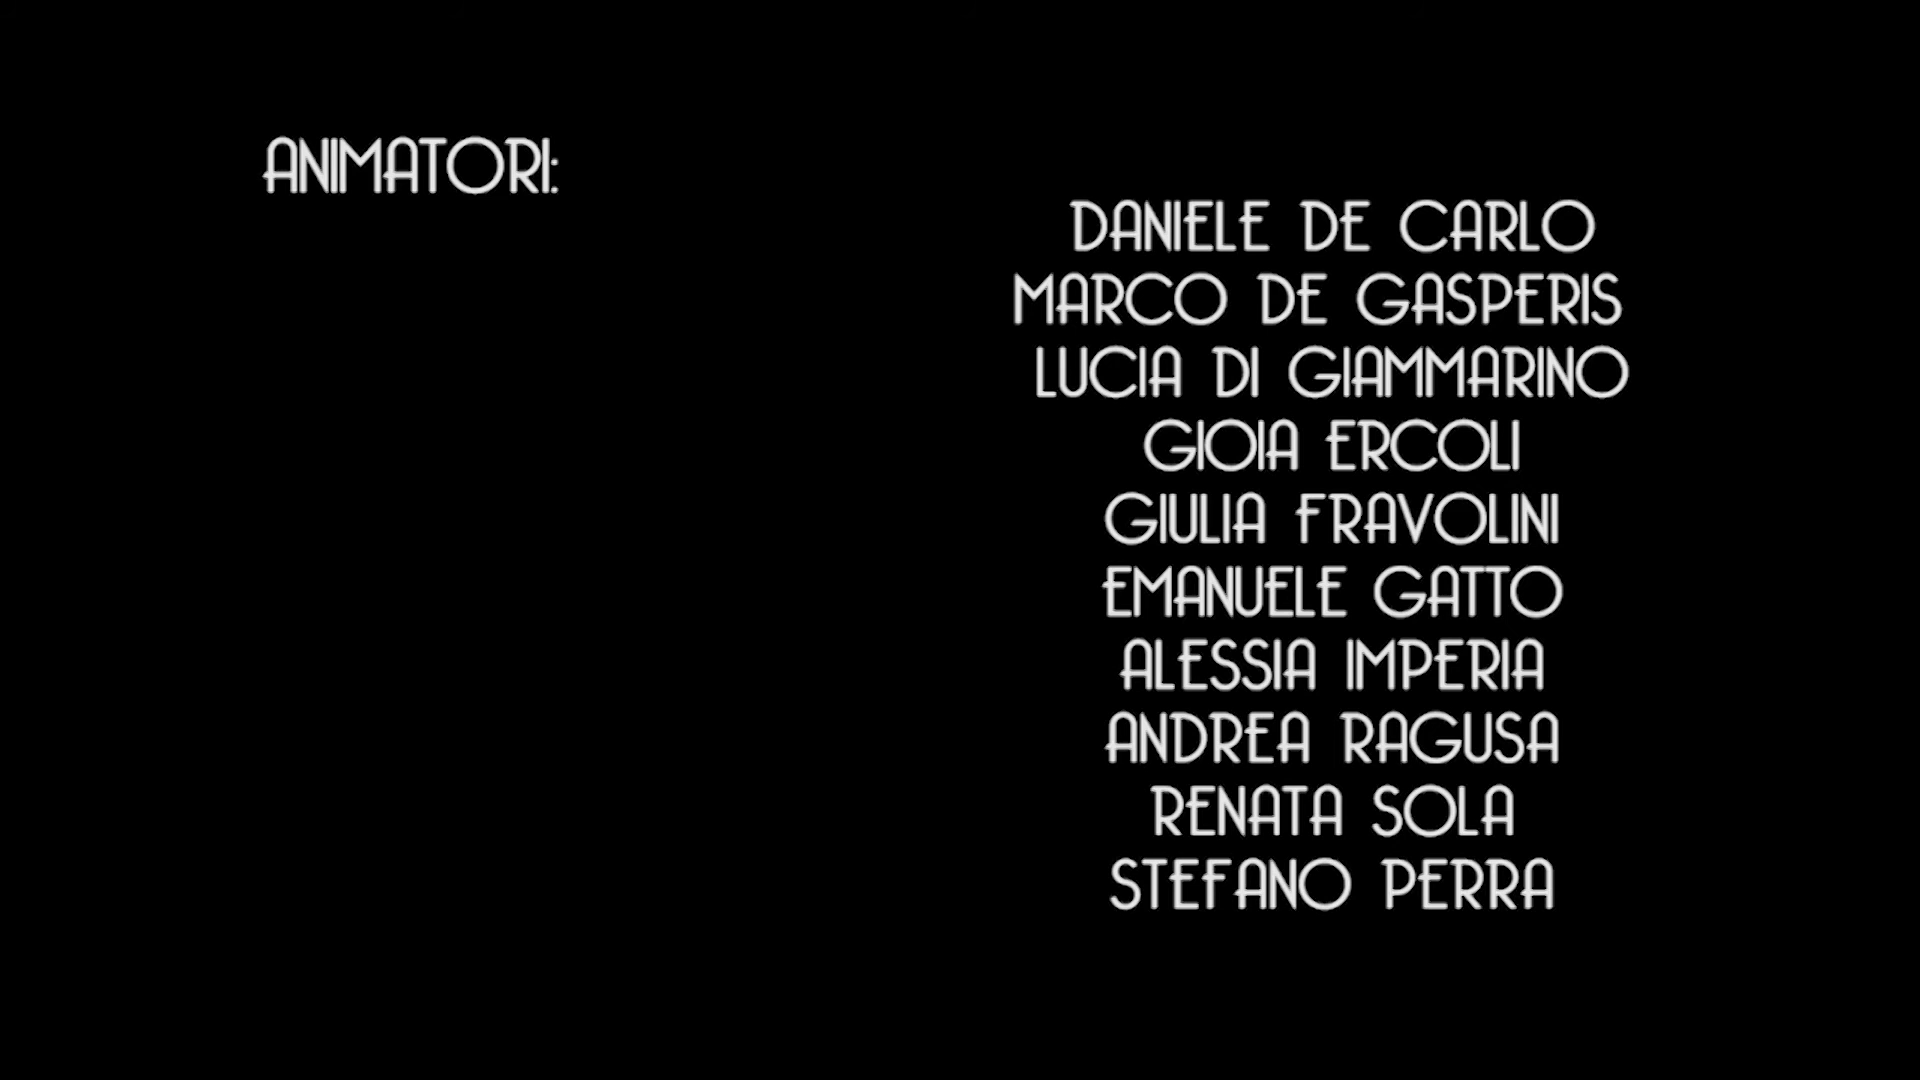 ANIMATORI:
DANIELE DE CARLO
MARCO DE GASPERIS
LUCIA DI GIAMMARINO
GIOIA ERCOLI
GIULIA FRAVOLINI
EMANUELE GATTO
ALESSIA IMPERIA
ANDREA RAGUSA
RENATA SOLA
STEFANO PERRA